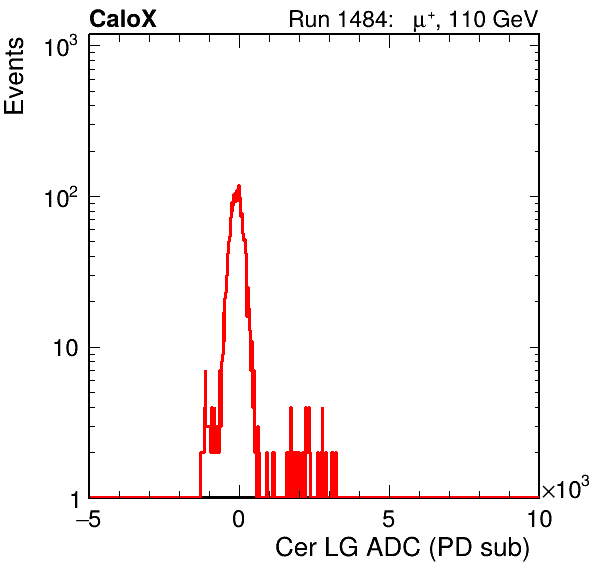 CaloX Run 1484: μ⁺, 110 GeV
Events
10³
10²
10
1
−5 0 5 10
×10³
Cer LG ADC (PD sub)